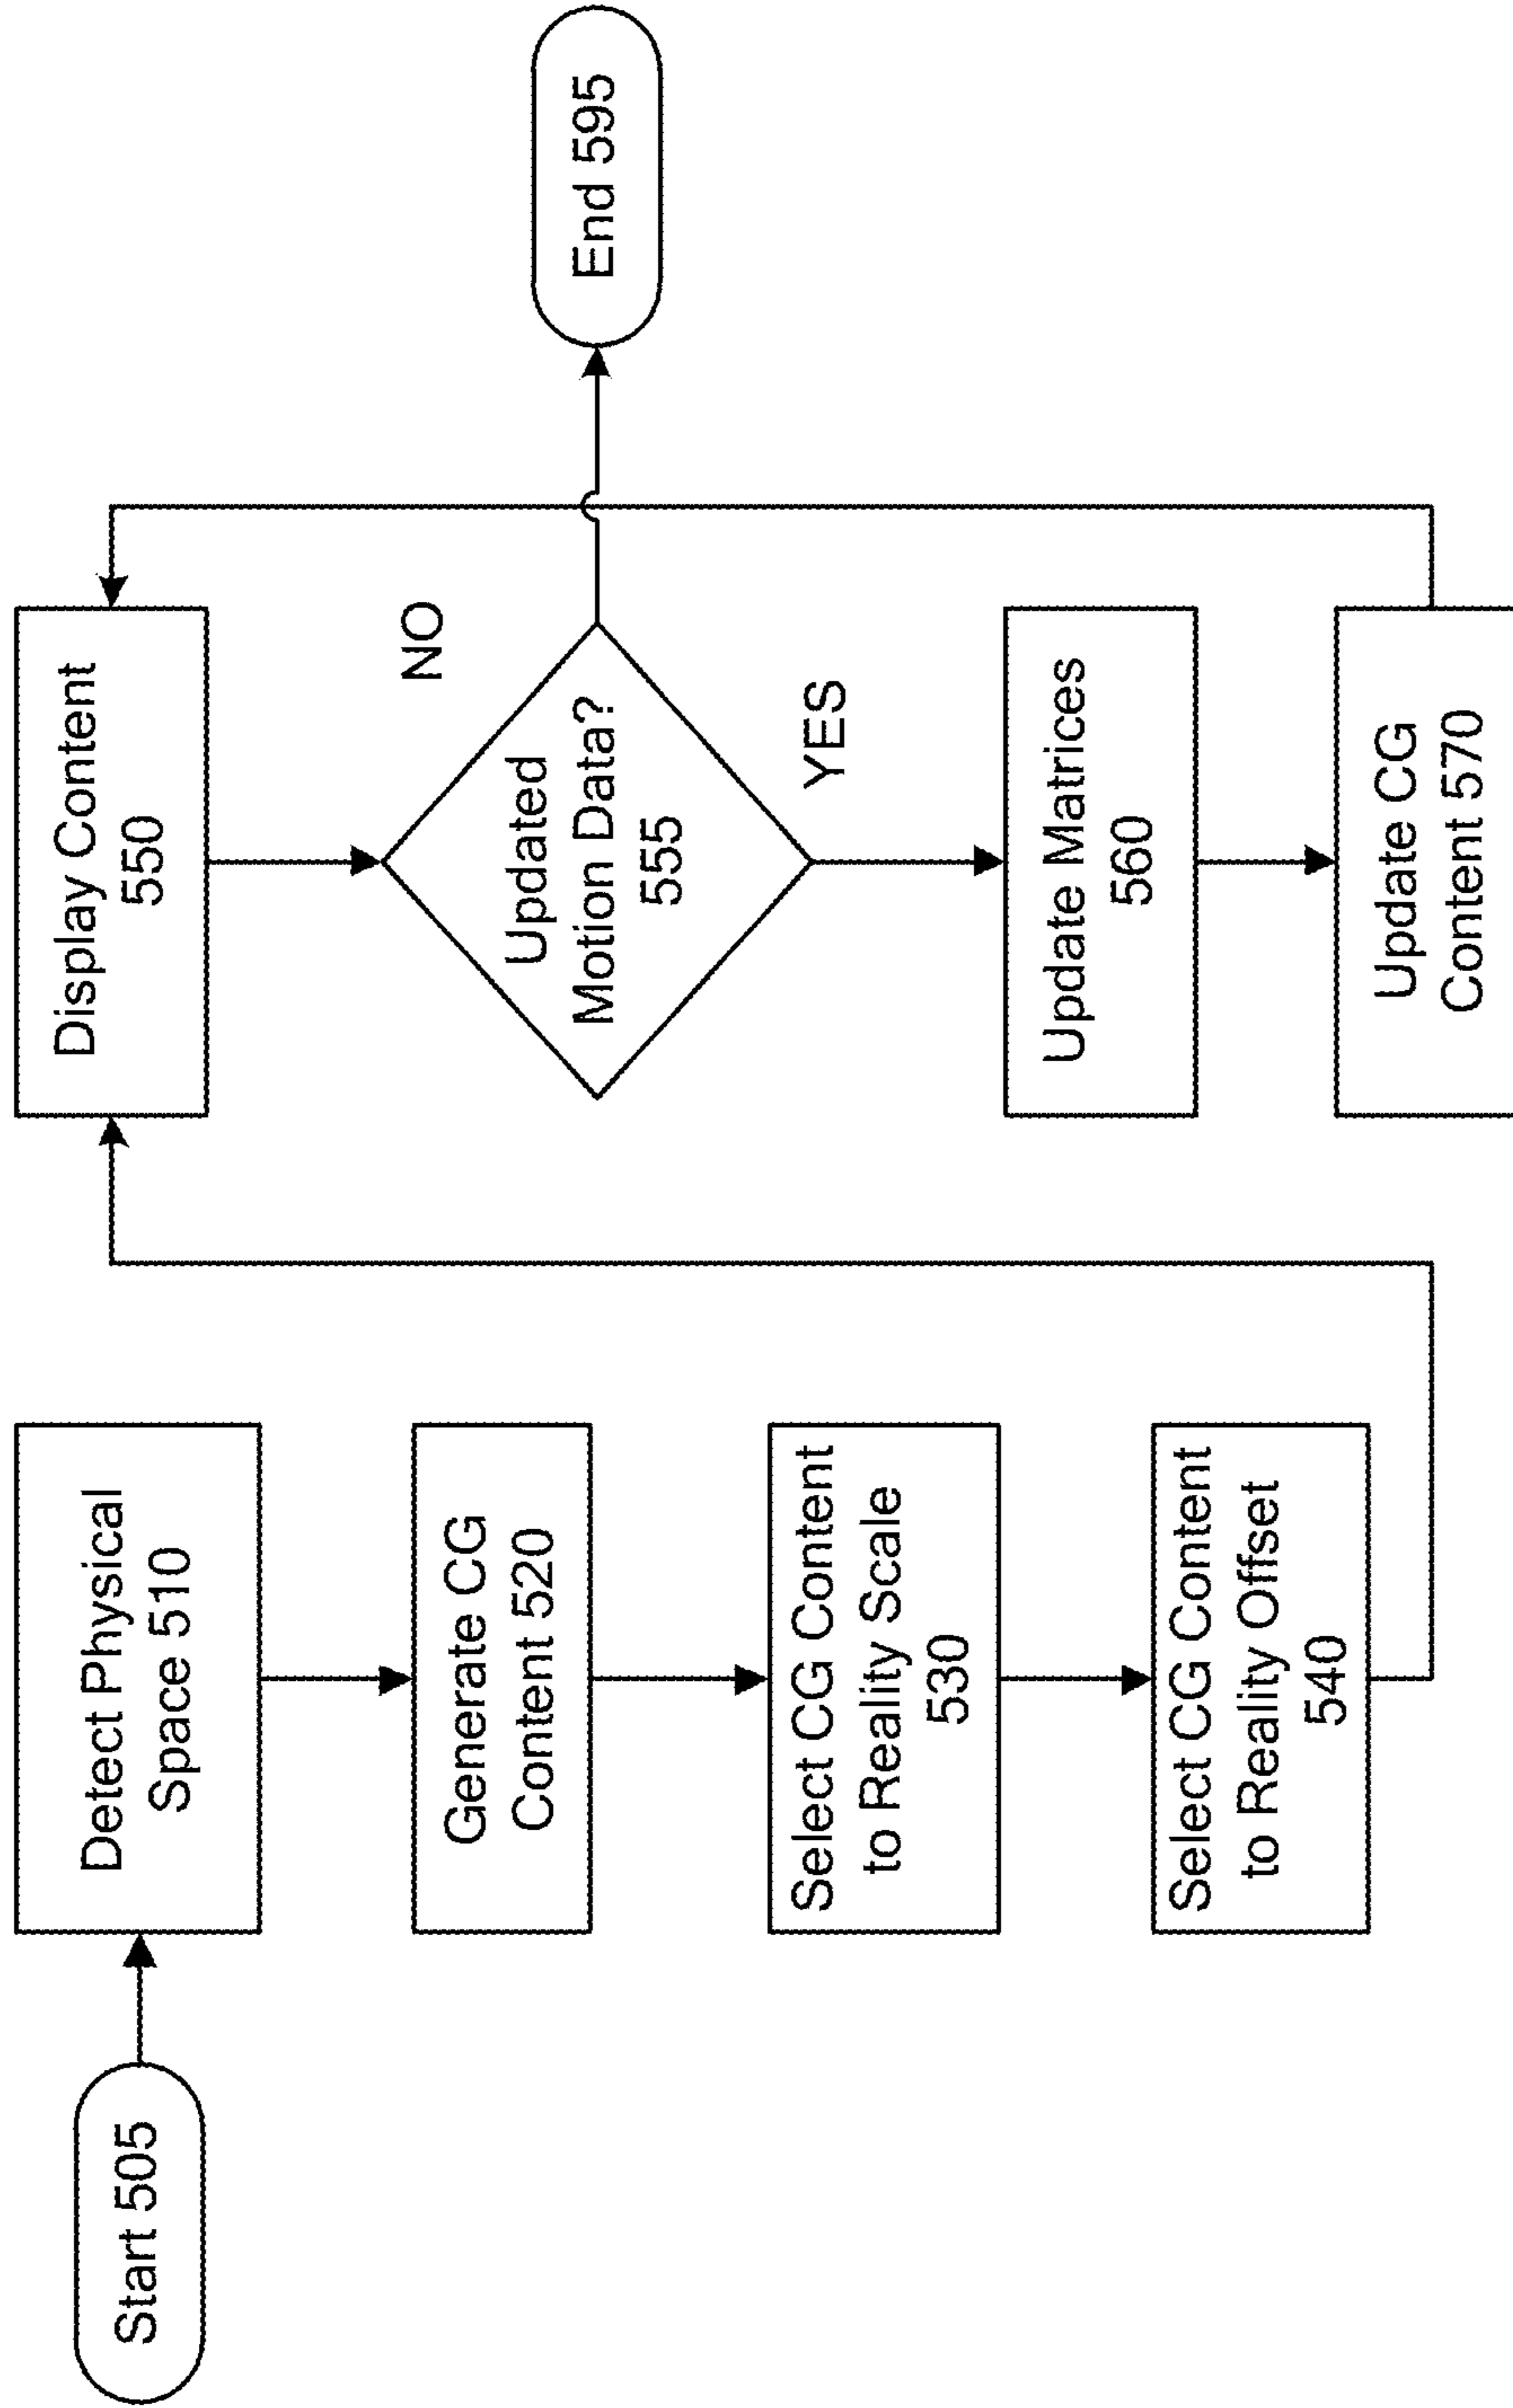 Start 505
Detect Physical
Space 510
Generate CG
Content 520
Select CG Content
to Reality Scale
530
Select CG Content
to Reality Offset
540
Display Content
550
Updated
Motion Data?
555
NO
YES
Update Matrices
560
Update CG
Content 570
End 595